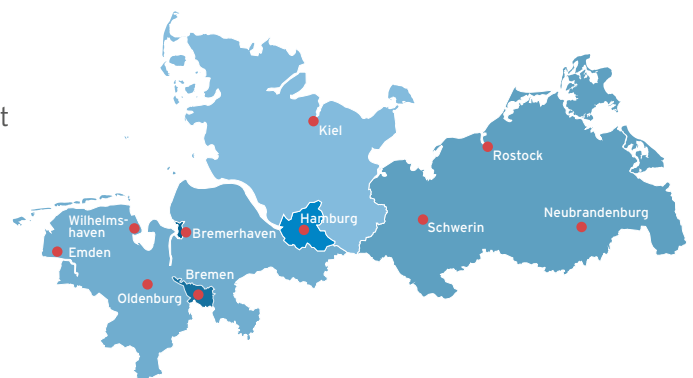 t
Kiel
Rostock
Wilhelms-
haven
Hamburg
Neubrandenburg
Schwerin
Bremerhaven
Emden
Bremen
Oldenburg